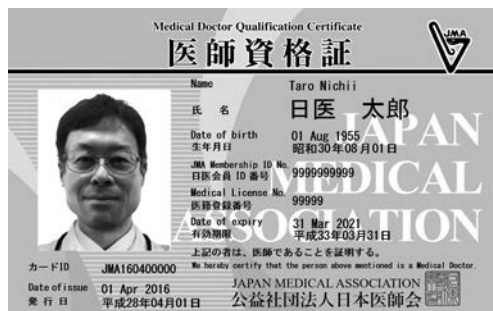 Medical Doctor Qualification Certificate
医師資格証
JMA
Name Taro Nichii
氏 名 日医 太郎
Date of birth 01 Aug 1955
生年月日 昭和30年08月01日
JMA Membership ID No.
日医会員 ID 番号 9999999999
Medical License No.
医籍登録番号 99999
Date of expiry 31 Mar 2021
有効期限 平成33年03月31日
JAPAN
MEDICAL
ASSOCIATION
上記の者は、医師であることを証明する。
We hereby certify that the person above mentioned is a Medical Doctor.
カードID JMA160400000
Date of issue 01 Apr 2016
発 行 日 平成28年04月01日
JAPAN MEDICAL ASSOCIATION
公益社団法人日本医師会